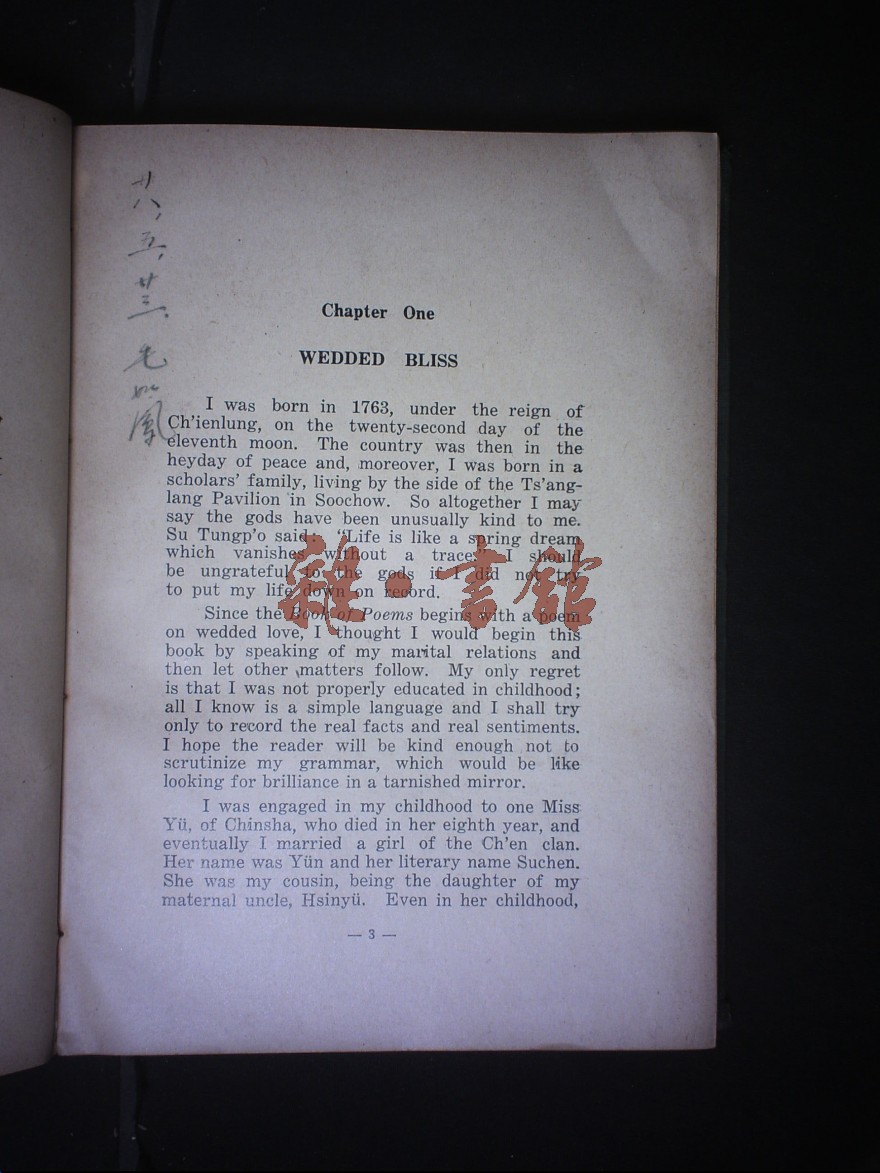 廿八,
五,
廿三.
Chapter One
WEDDED BLISS
I was born in 1763, under the reign of
Ch'ienlung, on the twenty-second day of the
eleventh moon. The country was then in the
heyday of peace and, moreover, I was born in a
scholars' family, living by the side of the Ts'ang-
lang Pavilion in Soochow. So altogether I may
say the gods have been unusually kind to me.
Su Tungp'o said: "Life is like a spring dream
which vanishes without a trace." I should
be ungrateful to the gods if I did not try
to put my life down on record.
Since the Book of Poems begins with a poem
on wedded love, I thought I would begin this
book by speaking of my marital relations and
then let other matters follow. My only regret
is that I was not properly educated in childhood;
all I know is a simple language and I shall try
only to record the real facts and real sentiments.
I hope the reader will be kind enough not to
scrutinize my grammar, which would be like
looking for brilliance in a tarnished mirror.
I was engaged in my childhood to one Miss
Yü, of Chinsha, who died in her eighth year, and
eventually I married a girl of the Ch'en clan.
Her name was Yün and her literary name Suchen.
She was my cousin, being the daughter of my
maternal uncle, Hsinyü. Even in her childhood,
— 3 —
雜·書館